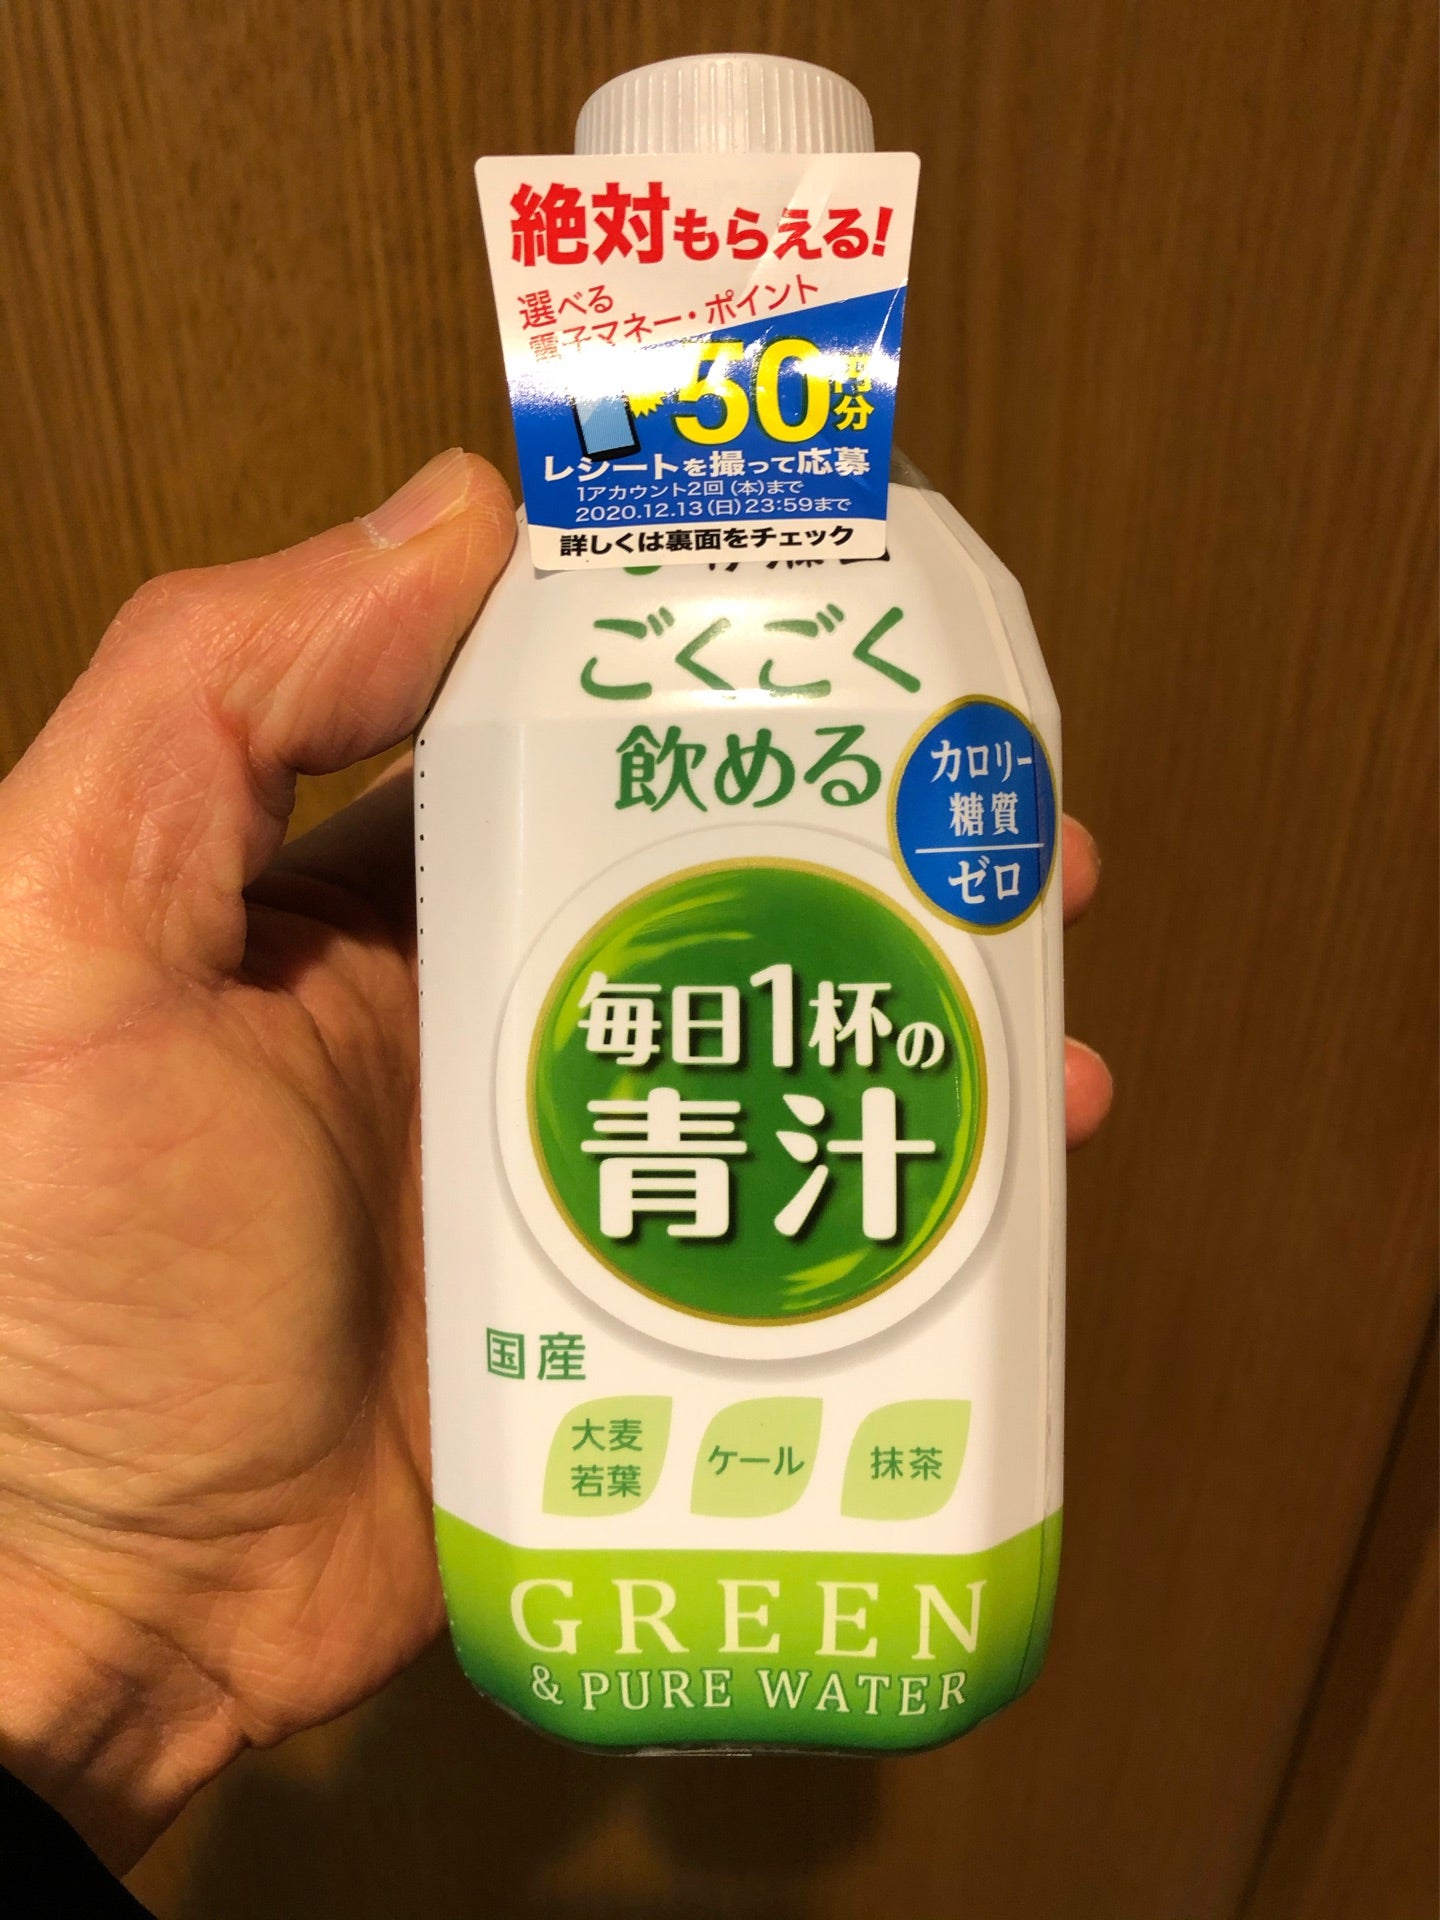 絶対もらえる!
選べる
電子マネー・ポイント
50円分
レシートを撮って応募
1アカウント2回(本)まで
2020.12.13(日)23:59まで
詳しくは裏面をチェック
ごくごく
飲める
カロリー
糖質
ゼロ
毎日1杯の
青汁
国産
大麦
若葉
ケール
抹茶
GREEN
& PURE WATER